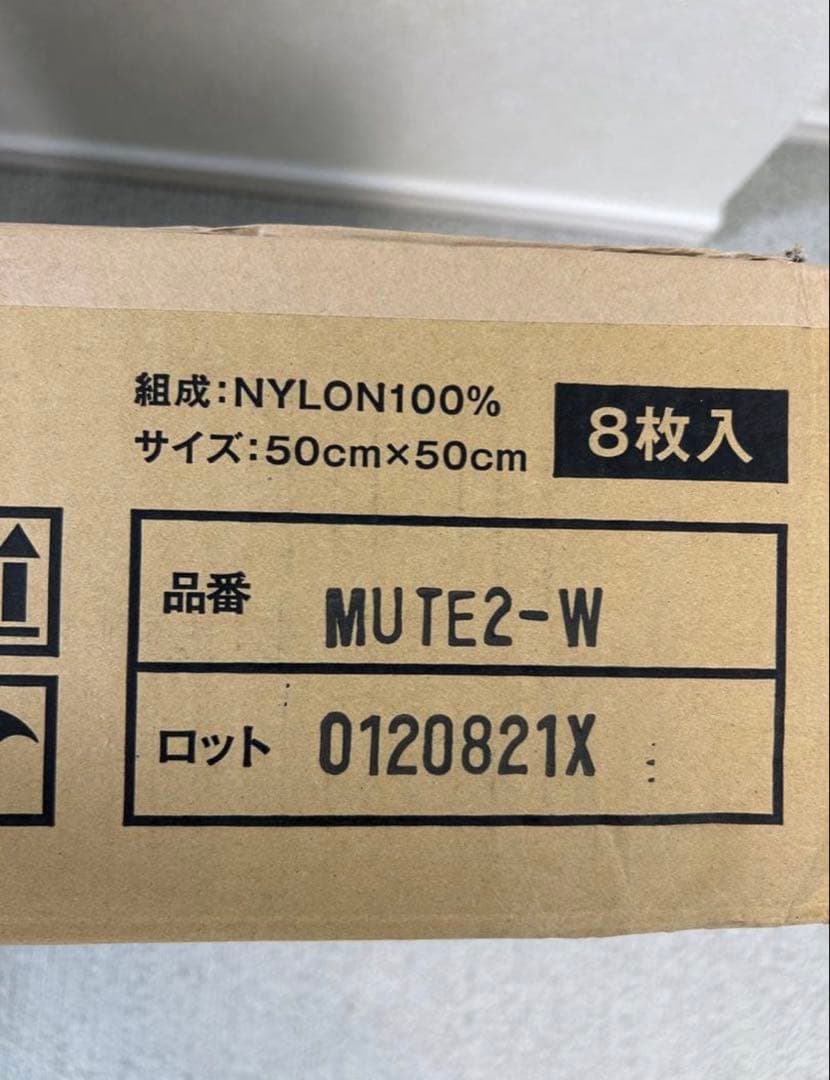 組成:NYLON100%
サイズ:50cm×50cm
8枚入
品番 MUTE2-W
ロット 0120821X